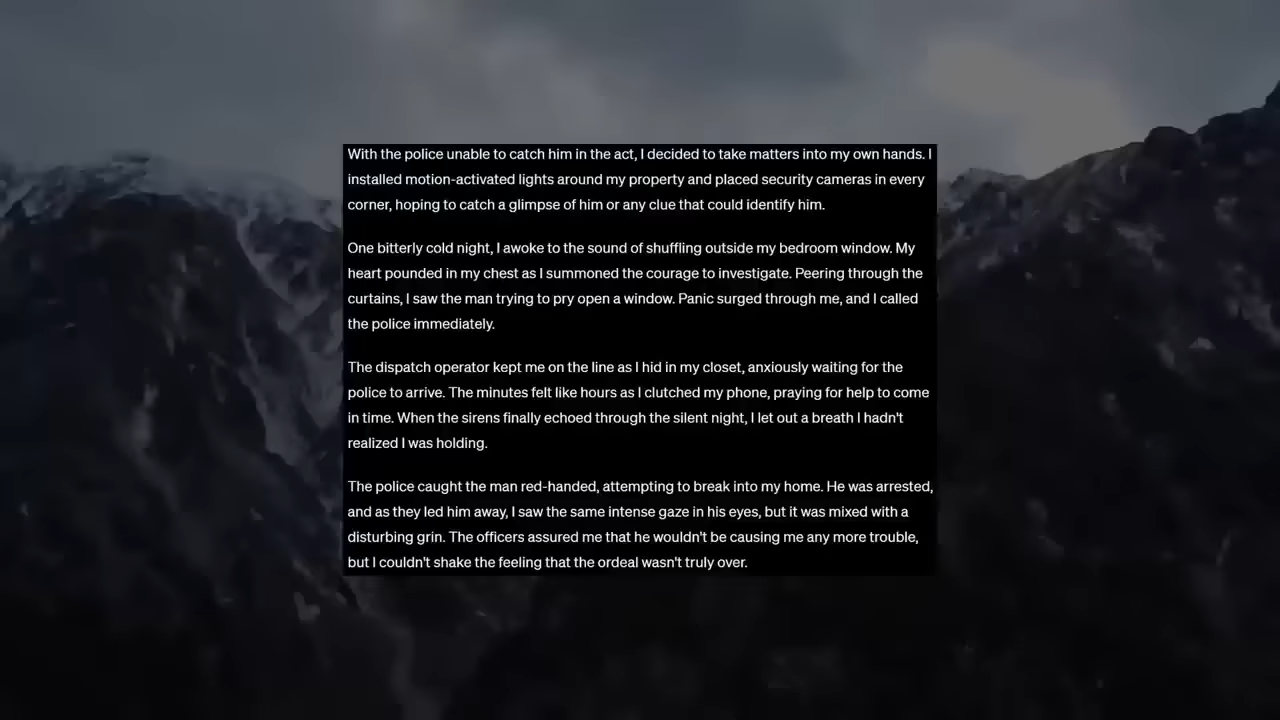 With the police unable to catch him in the act, I decided to take matters into my own hands. I
installed motion-activated lights around my property and placed security cameras in every
corner, hoping to catch a glimpse of him or any clue that could identify him.
One bitterly cold night, I awoke to the sound of shuffling outside my bedroom window. My
heart pounded in my chest as I summoned the courage to investigate. Peering through the
curtains, I saw the man trying to pry open a window. Panic surged through me, and I called
the police immediately.
The dispatch operator kept me on the line as I hid in my closet, anxiously waiting for the
police to arrive. The minutes felt like hours as I clutched my phone, praying for help to come
in time. When the sirens finally echoed through the silent night, I let out a breath I hadn't
realized I was holding.
The police caught the man red-handed, attempting to break into my home. He was arrested,
and as they led him away, I saw the same intense gaze in his eyes, but it was mixed with a
disturbing grin. The officers assured me that he wouldn't be causing me any more trouble,
but I couldn't shake the feeling that the ordeal wasn't truly over.